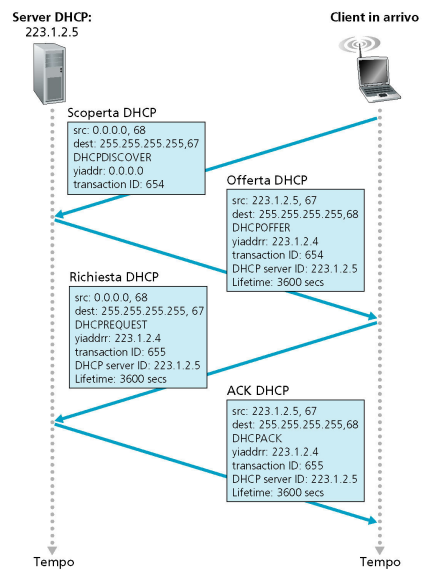 Server DHCP:
223.1.2.5
Client in arrivo
Scoperta DHCP
src: 0.0.0.0, 68
dest: 255.255.255.255,67
DHCPDISCOVER
yiaddr: 0.0.0.0
transaction ID: 654
Offerta DHCP
src: 223.1.2.5, 67
dest: 255.255.255.255,68
DHCPOFFER
yiaddrr: 223.1.2.4
transaction ID: 654
DHCP server ID: 223.1.2.5
Lifetime: 3600 secs
Richiesta DHCP
src: 0.0.0.0, 68
dest: 255.255.255.255, 67
DHCPREQUEST
yiaddrr: 223.1.2.4
transaction ID: 655
DHCP server ID: 223.1.2.5
Lifetime: 3600 secs
ACK DHCP
src: 223.1.2.5, 67
dest: 255.255.255.255,68
DHCPACK
yiaddrr: 223.1.2.4
transaction ID: 655
DHCP server ID: 223.1.2.5
Lifetime: 3600 secs
Tempo
Tempo